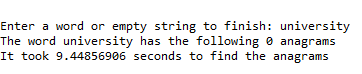 Enter a word or empty string to finish: university
The word university has the following 0 anagrams
It took 9.44856906 seconds to find the anagrams